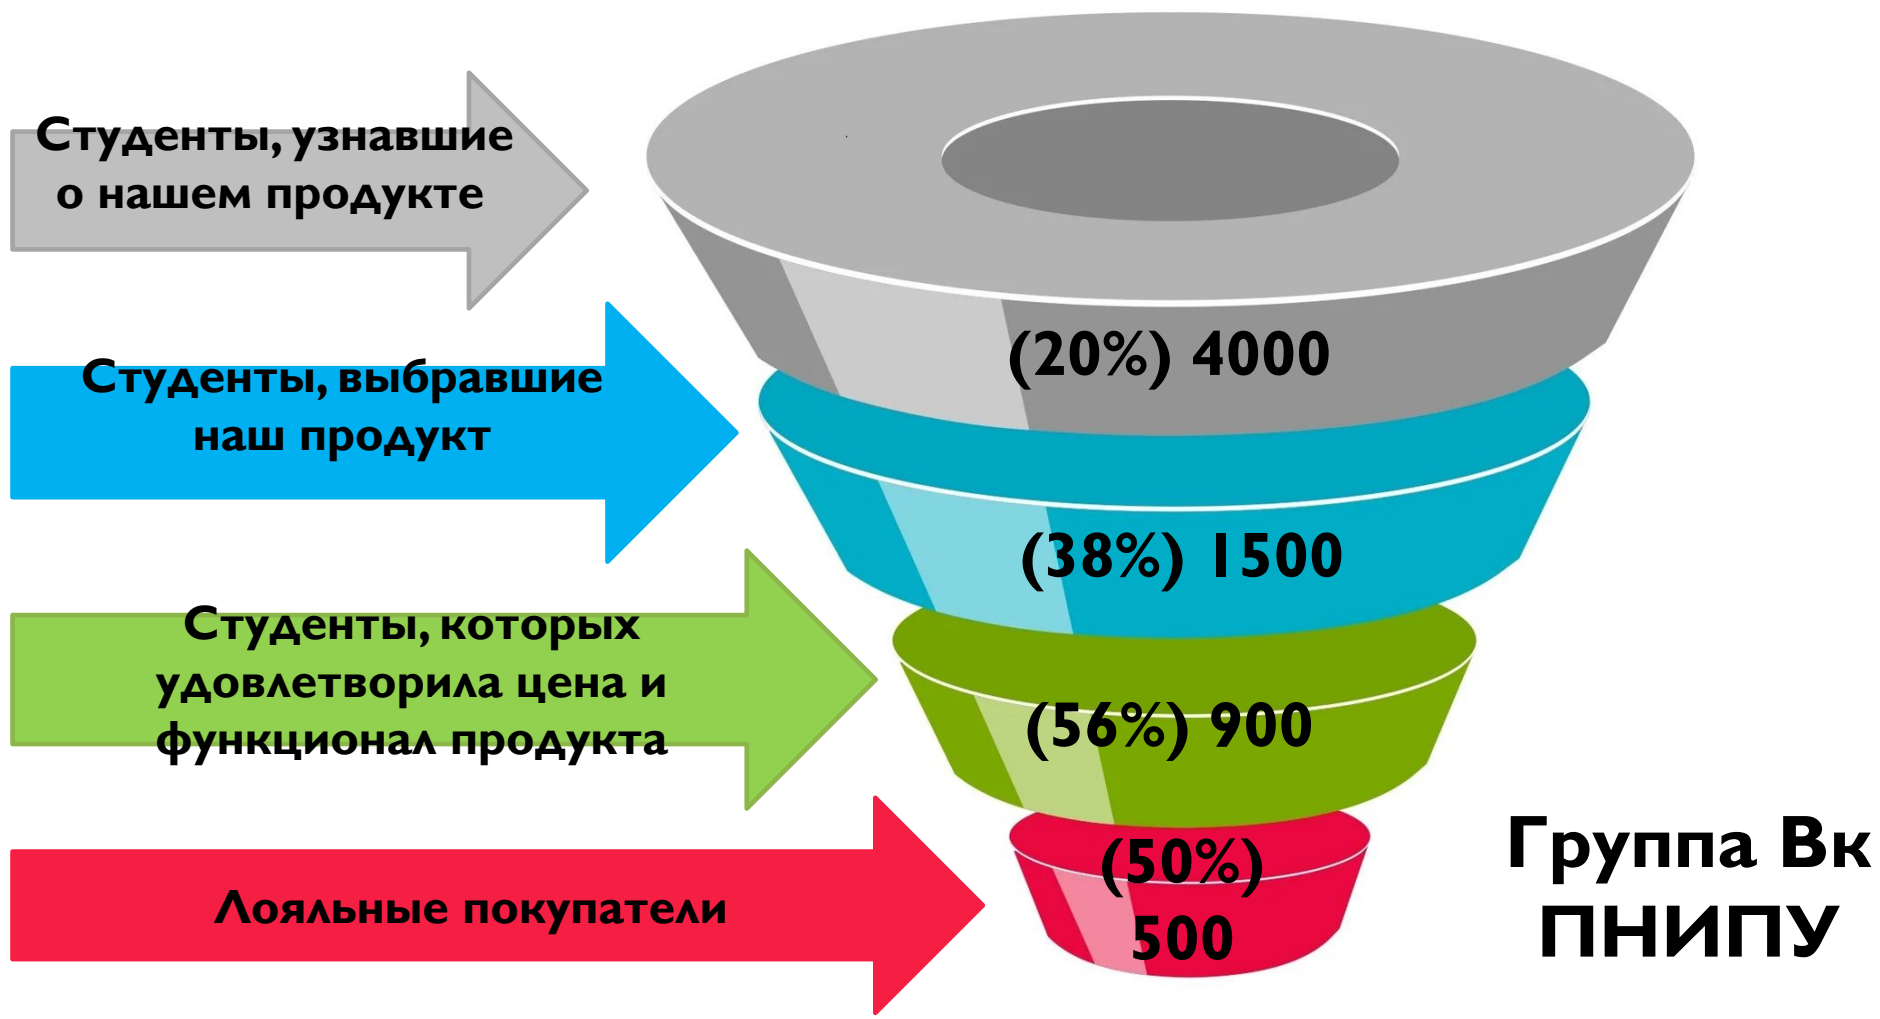 Студенты, узнавшие
о нашем продукте
(20%) 4000
Студенты, выбравшие
наш продукт
(38%) 1500
Студенты, которых
удовлетворила цена и
функционал продукта
(56%) 900
Лояльные покупатели
(50%)
500
Группа Вк
ПНИПУ